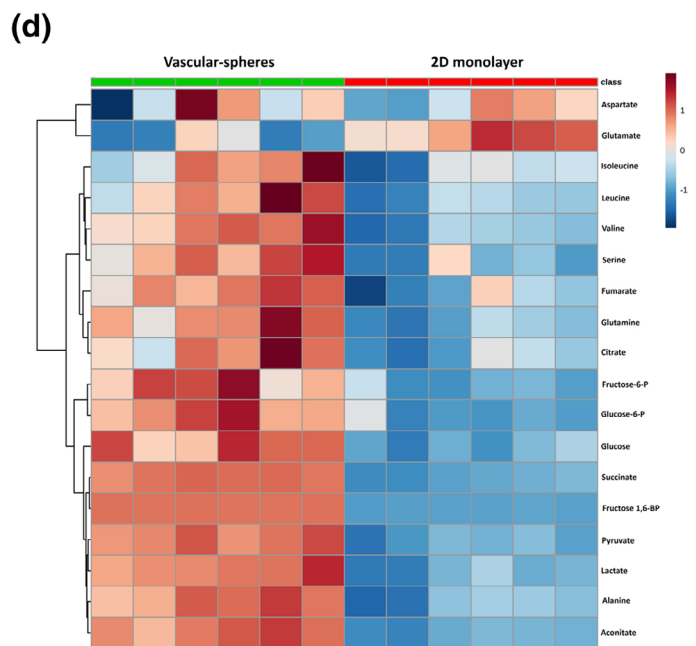 (d)
Vascular-spheres
2D monolayer
class
Aspartate
Glutamate
Isoleucine
Leucine
Valine
Serine
Fumarate
Glutamine
Citrate
Fructose-6-P
Glucose-6-P
Glucose
Succinate
Fructose 1,6-BP
Pyruvate
Lactate
Alanine
Aconitate
1
0
-1